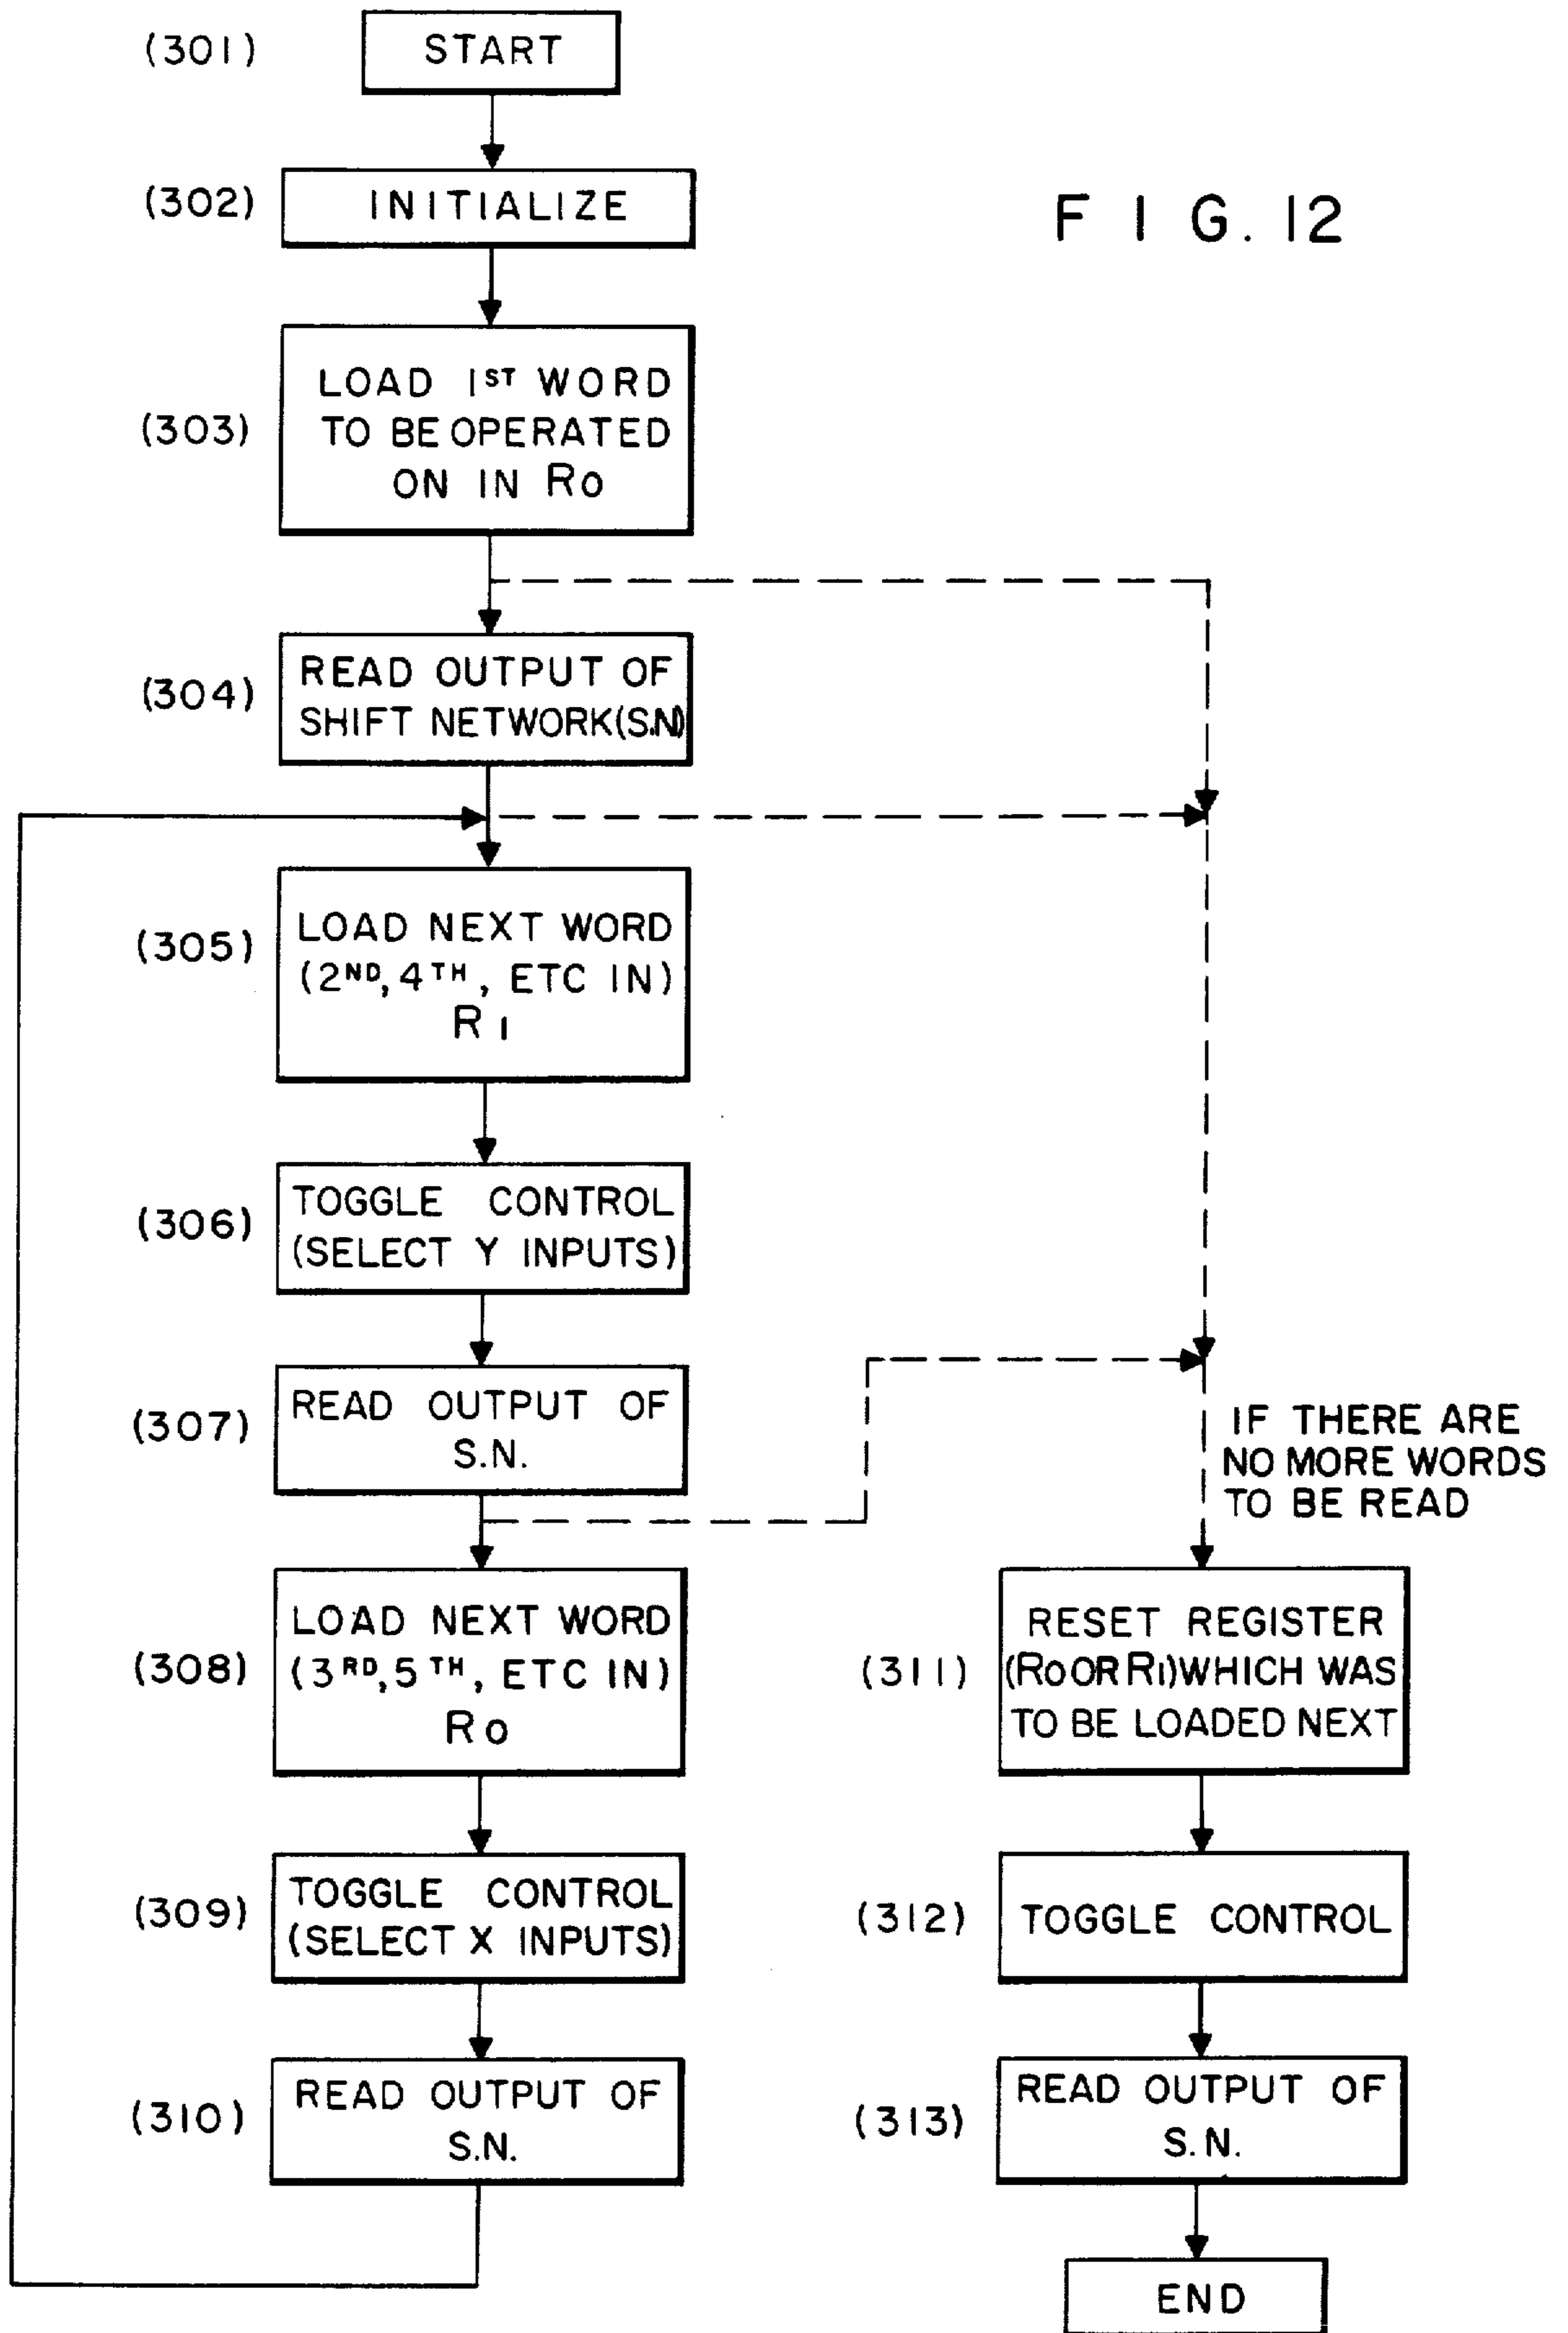 (301)
START
(302)
INITIALIZE
FIG. 12
(303)
LOAD 1ST WORD
TO BE OPERATED
ON IN R0
(304)
READ OUTPUT OF
SHIFT NETWORK(S.N)
(305)
LOAD NEXT WORD
(2ND, 4TH, ETC IN)
R1
(306)
TOGGLE CONTROL
(SELECT Y INPUTS)
(307)
READ OUTPUT OF
S.N.
(308)
LOAD NEXT WORD
(3RD, 5TH, ETC IN)
R0
(309)
TOGGLE CONTROL
(SELECT X INPUTS)
(310)
READ OUTPUT OF
S.N.
IF THERE ARE
NO MORE WORDS
TO BE READ
(311)
RESET REGISTER
(R0 OR R1) WHICH WAS
TO BE LOADED NEXT
(312)
TOGGLE CONTROL
(313)
READ OUTPUT OF
S.N.
END